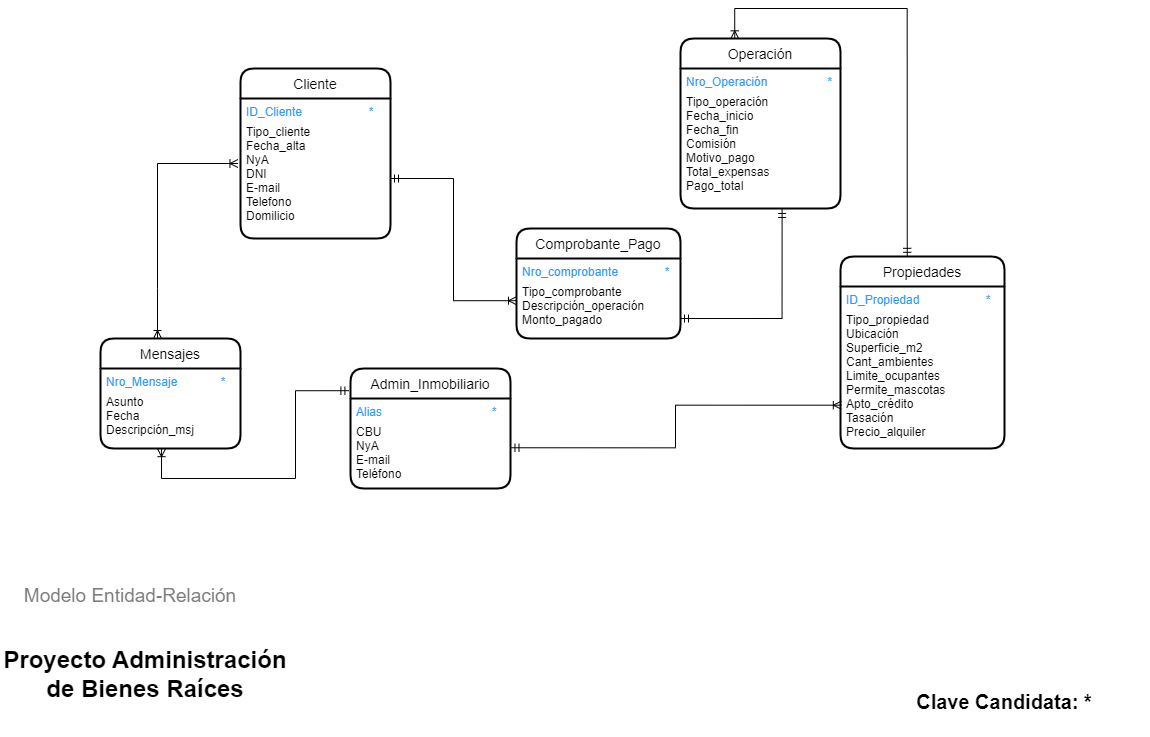 Operación
Nro_Operación *
Tipo_operación
Fecha_inicio
Fecha_fin
Comisión
Motivo_pago
Total_expensas
Pago_total
Cliente
ID_Cliente *
Tipo_cliente
Fecha_alta
NyA
DNI
E-mail
Telefono
Domilicio
Comprobante_Pago
Nro_comprobante *
Tipo_comprobante
Descripción_operación
Monto_pagado
Propiedades
ID_Propiedad *
Tipo_propiedad
Ubicación
Superficie_m2
Cant_ambientes
Limite_ocupantes
Permite_mascotas
Apto_crédito
Tasación
Precio_alquiler
Mensajes
Nro_Mensaje *
Asunto
Fecha
Descripción_msj
Admin_Inmobiliario
Alias *
CBU
NyA
E-mail
Teléfono
Modelo Entidad-Relación
Proyecto Administración
de Bienes Raíces
Clave Candidata: *